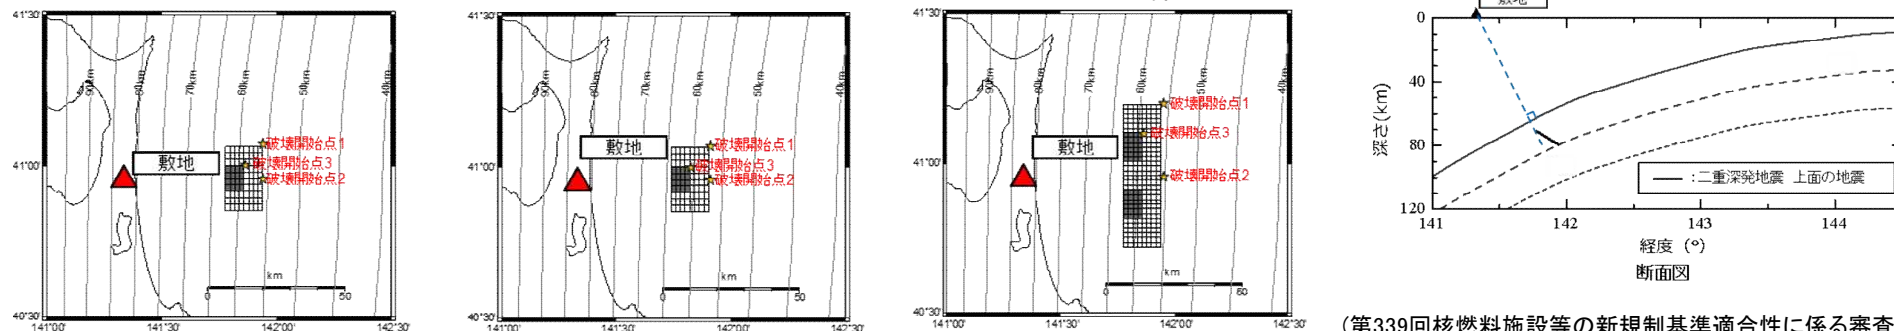 41°30'
90km
80km
70km
60km
50km
40km
敷地
破壊開始点1
破壊開始点3
破壊開始点2
41°00'
km
0
50
40°30'
141°00'
141°30'
142°00'
142°30'
41°30'
90km
80km
70km
60km
50km
40km
敷地
破壊開始点1
破壊開始点3
破壊開始点2
41°00'
km
0
50
40°30'
141°00'
141°30'
142°00'
142°30'
41°30'
90km
80km
70km
60km
50km
40km
敷地
破壊開始点1
破壊開始点3
破壊開始点2
41°00'
km
0
40°30'
141°00'
141°30'
142°00'
142°30'
敷地
0
40
80
120
深さ(km)
:二重深発地震 上面の地震
141
142
143
144
経度 (°)
断面図
(第339回核燃料施設等の新規制基準適合性に係る審査